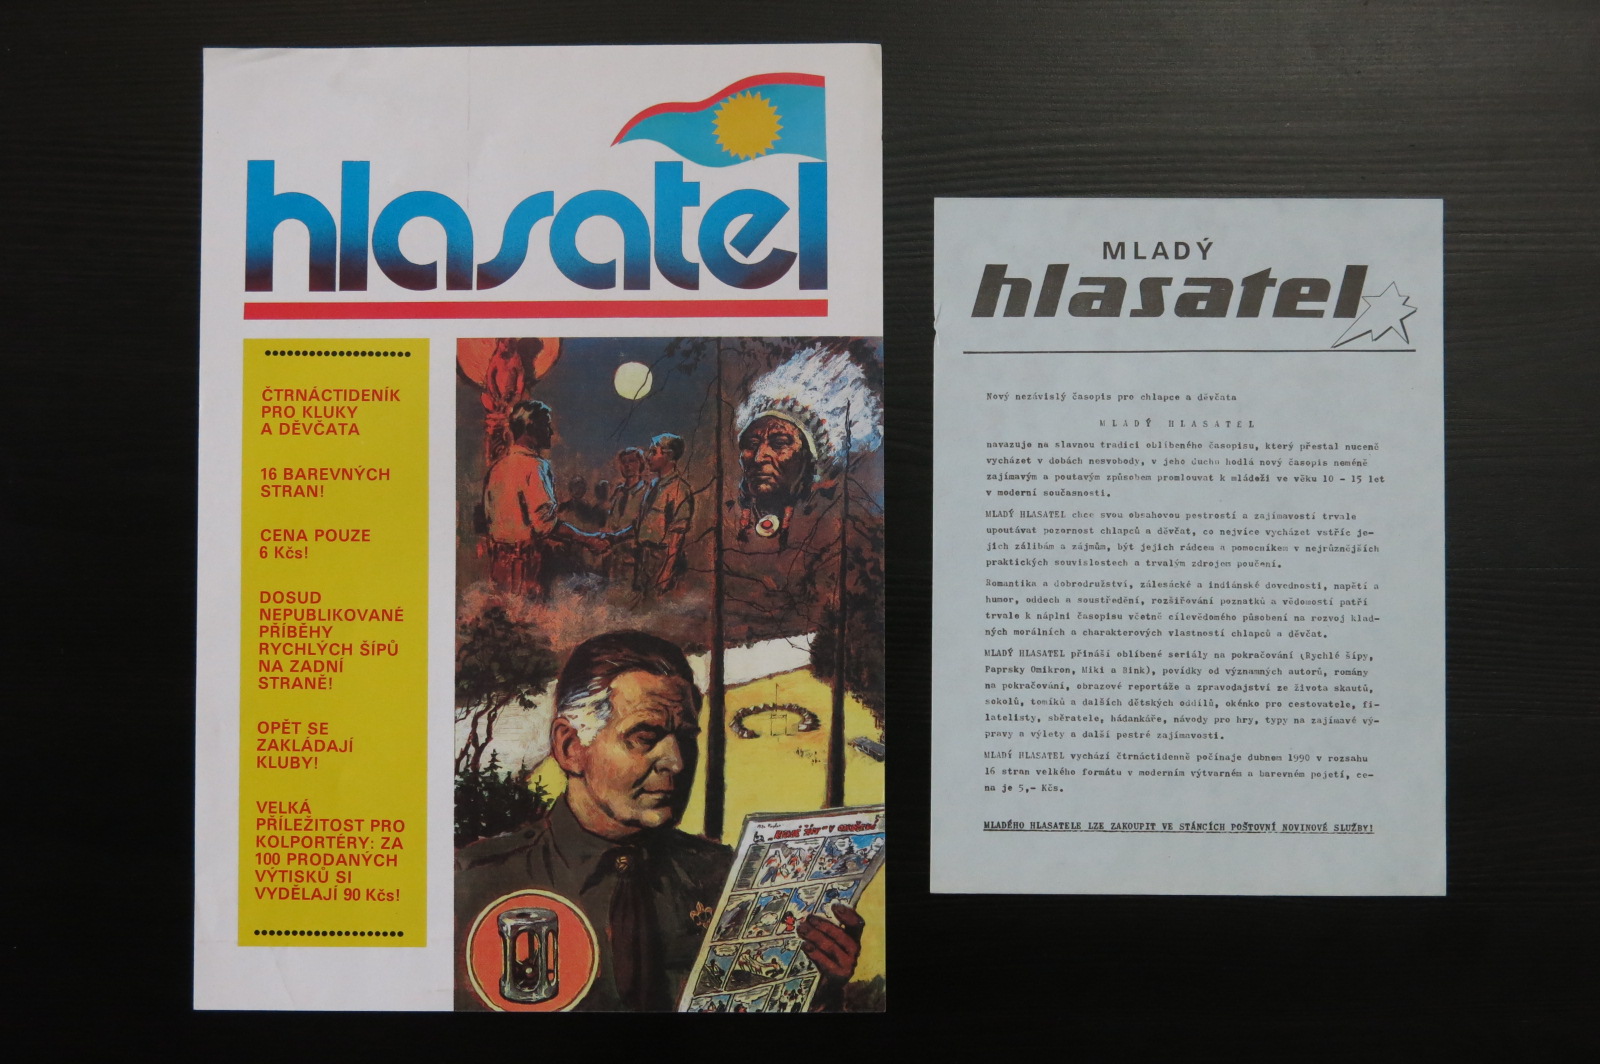 hlasatel
ČTRNÁCTIDENÍK
PRO KLUKY
A DĚVČATA
16 BAREVNÝCH
STRAN!
CENA POUZE
6 Kčs!
DOSUD
NEPUBLIKOVANÉ
PŘÍBĚHY
RYCHLÝCH ŠÍPŮ
NA ZADNÍ
STRANĚ!
OPĚT SE
ZAKLÁDAJÍ
KLUBY!
VELKÁ
PŘÍLEŽITOST PRO
KOLPORTÉRY: ZA
100 PRODANÝCH
VÝTISKŮ SI
VYDĚLAJÍ 90 Kčs!
MLADÝ
hlasatel
Nový nezávislý časopis pro chlapce a děvčata
MLADÝ HLASATEL
navazuje na slavnou tradici oblíbeného časopisu, který přestal nuceně
vycházet v dobách nesvobody, v jeho duchu hodlá nový časopis neméně
zajímavým a poutavým způsobem promlouvat k mládeži ve věku 10 - 15 let
v moderní současnosti.
MLADÝ HLASATEL chce svou obsahovou pestrostí a zajímavostí trvale
upoutávat pozornost chlapců a děvčat, co nejvíce vycházet vstříc je-
jich zálibám a zájmům, být jejich rádcem a pomocníkem v nejrůznějších
praktických souvislostech a trvalým zdrojem poučení.
Romantika a dobrodružství, zálesácké a indiánské dovednosti, napětí a
humor, oddech a soustředění, rozšiřování poznatků a vědomostí patří
trvale k náplni časopisu včetně cílevědomého působení na rozvoj klad-
ných morálních a charakterových vlastností chlapců a děvčat.
MLADÝ HLASATEL přináší oblíbené seriály na pokračování (Rychlé šípy,
Paprsky Omikron, Miki a Bink), povídky od významných autorů, romány
na pokračování, obrazové reportáže a zpravodajství ze života skautů,
sokolů, tomíků a dalších dětských oddílů, okénko pro cestovatele, fi-
latelisty, sběratele, hádankáře, návody pro hry, typy na zajímavé vý-
pravy a výlety a další pestré zajímavosti.
MLADÝ HLASATEL vychází čtrnáctidenně počínaje dubnem 1990 v rozsahu
16 stran velkého formátu v moderním výtvarném a barevném pojetí, ce-
na je 5,- Kčs.
MLADÉHO HLASATELE LZE ZAKOUPIT VE STÁNCÍCH POŠTOVNÍ NOVINOVÉ SLUŽBY!